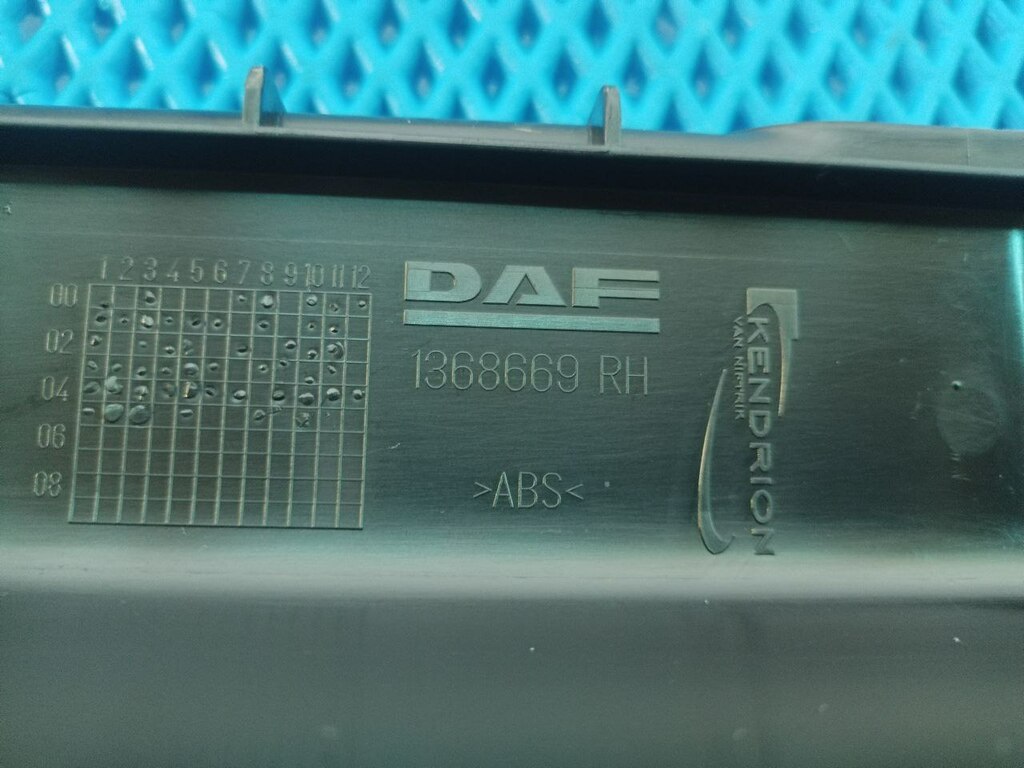 1 2 3 4 5 6 7 8 9 10 11 12
00
02
04
06
08
DAF
1368669 RH
>ABS<
KENDRION
VAN NIFTRIK